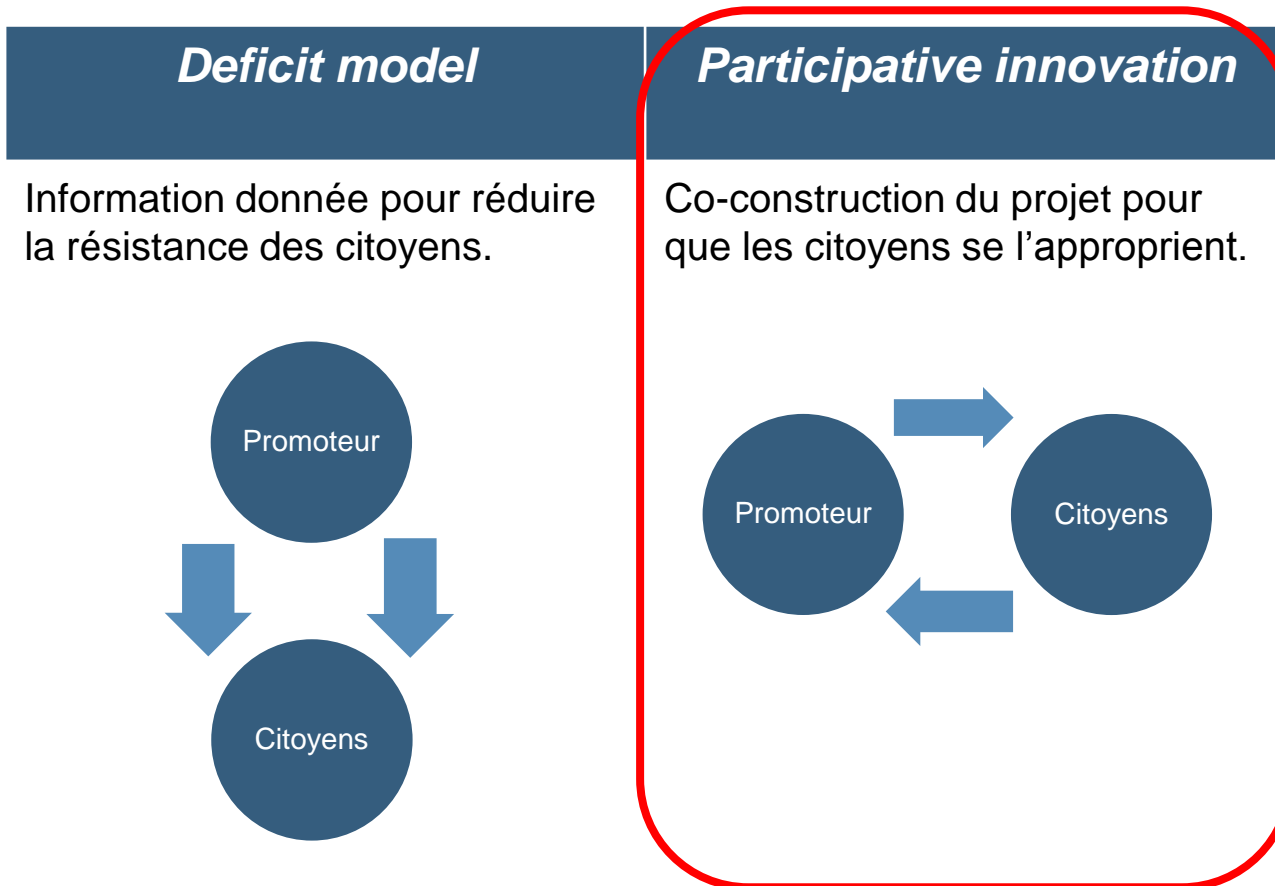 Deficit model
Participative innovation
Information donnée pour réduire
la résistance des citoyens.
Co-construction du projet pour
que les citoyens se l’approprient.
Promoteur
Citoyens
Promoteur
Citoyens